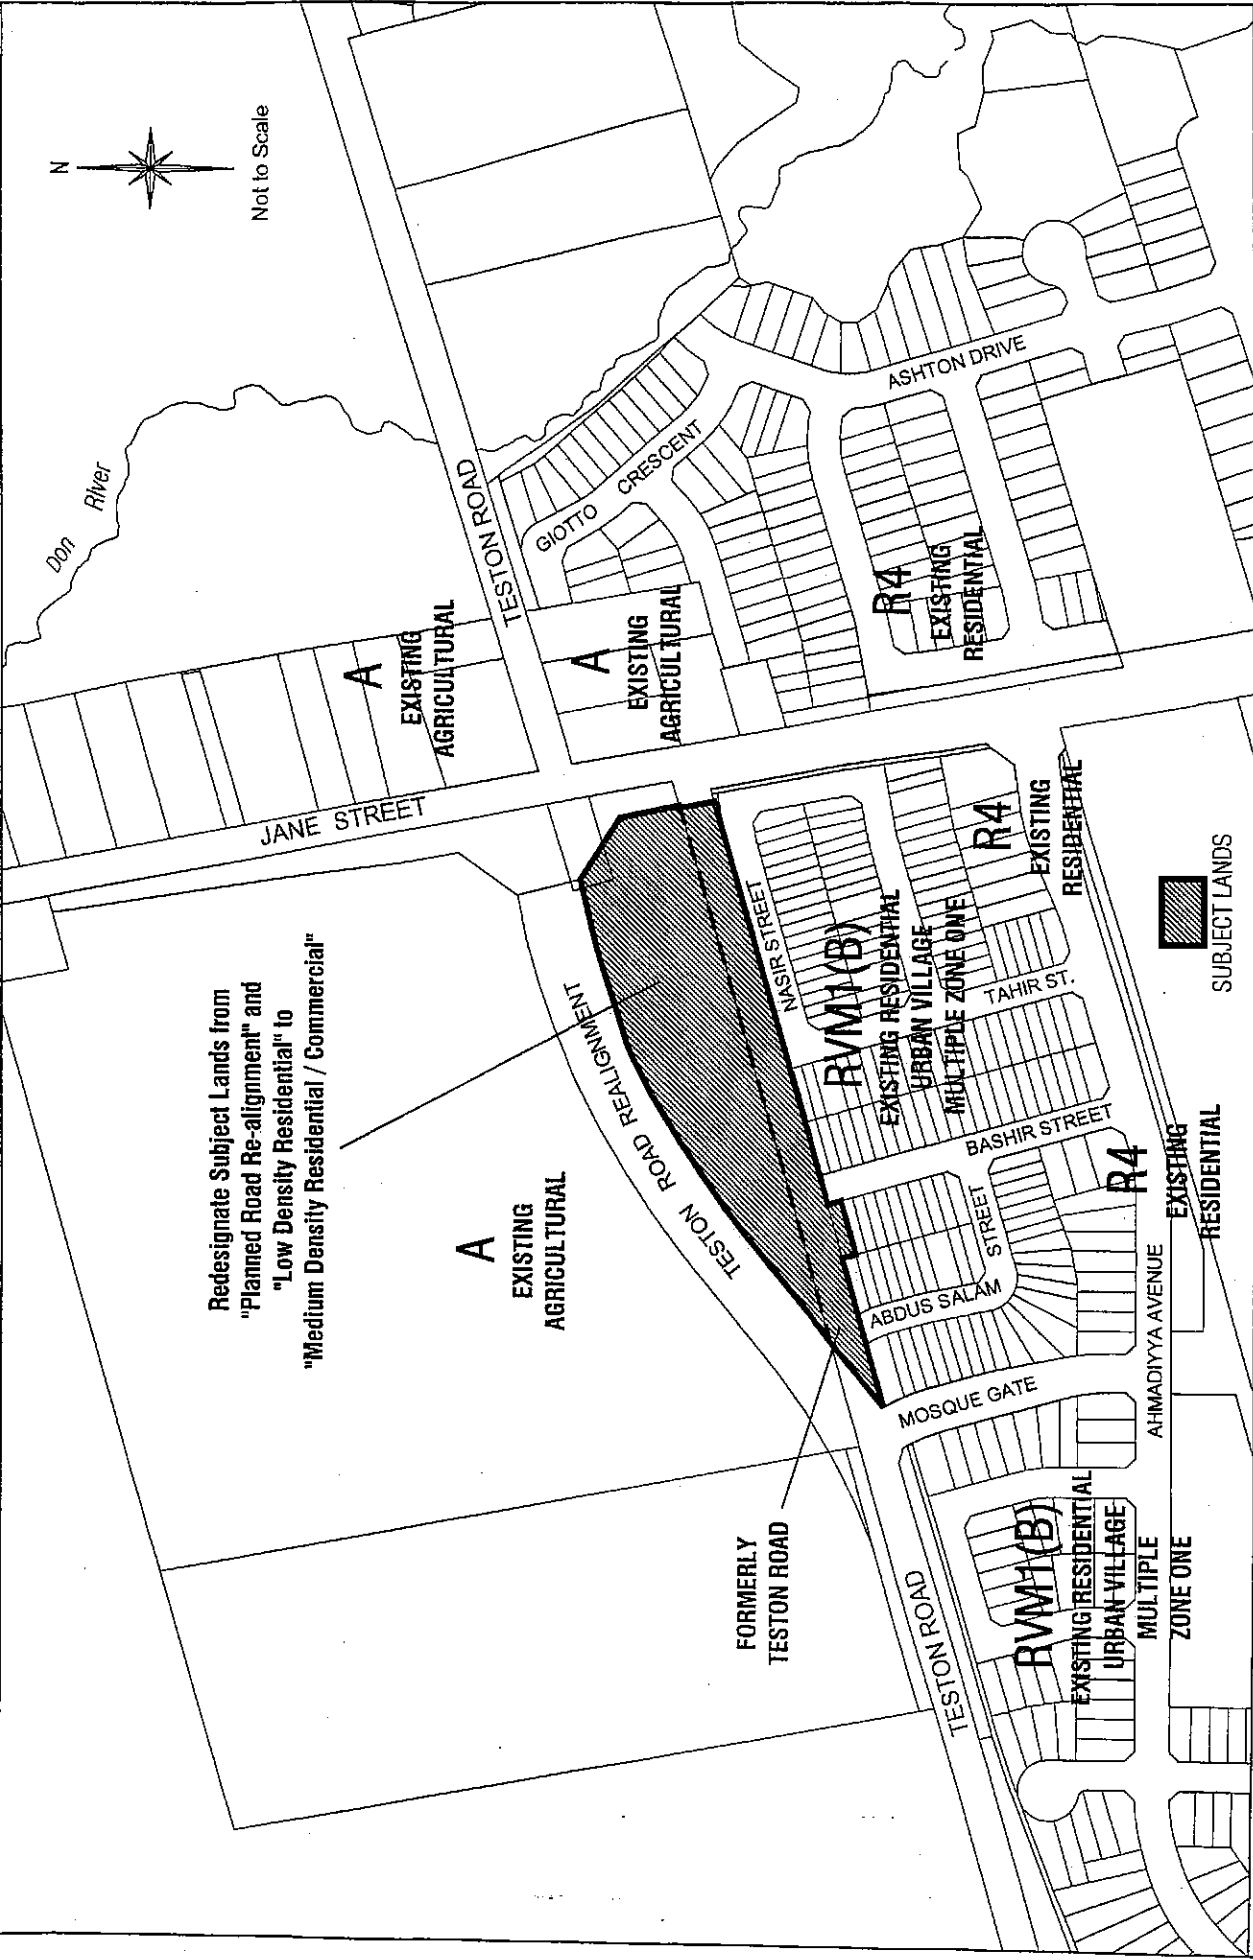 N
Not to Scale
Don River
Redesignate Subject Lands from
"Planned Road Re-alignment" and
"Low Density Residential" to
"Medium Density Residential / Commercial"
JANE STREET
A
EXISTING
AGRICULTURAL
TESTON ROAD
A
EXISTING
AGRICULTURAL
A
EXISTING
AGRICULTURAL
GIOTTO CRESCENT
ASHTON DRIVE
R4
EXISTING
RESIDENTIAL
TESTON ROAD REALIGNMENT
FORMERLY
TESTON ROAD
NASIR STREET
RVM1(B)
EXISTING RESIDENTIAL
URBAN VILLAGE
MULTIPLE ZONE ONE
R4
EXISTING
RESIDENTIAL
TAHIR ST.
BASHIR STREET
ABDUS SALAM STREET
MOSQUE GATE
TESTON ROAD
RVM1(B)
EXISTING RESIDENTIAL
URBAN VILLAGE
MULTIPLE
ZONE ONE
AHMADIYYA AVENUE
R4
EXISTING
RESIDENTIAL
SUBJECT LANDS